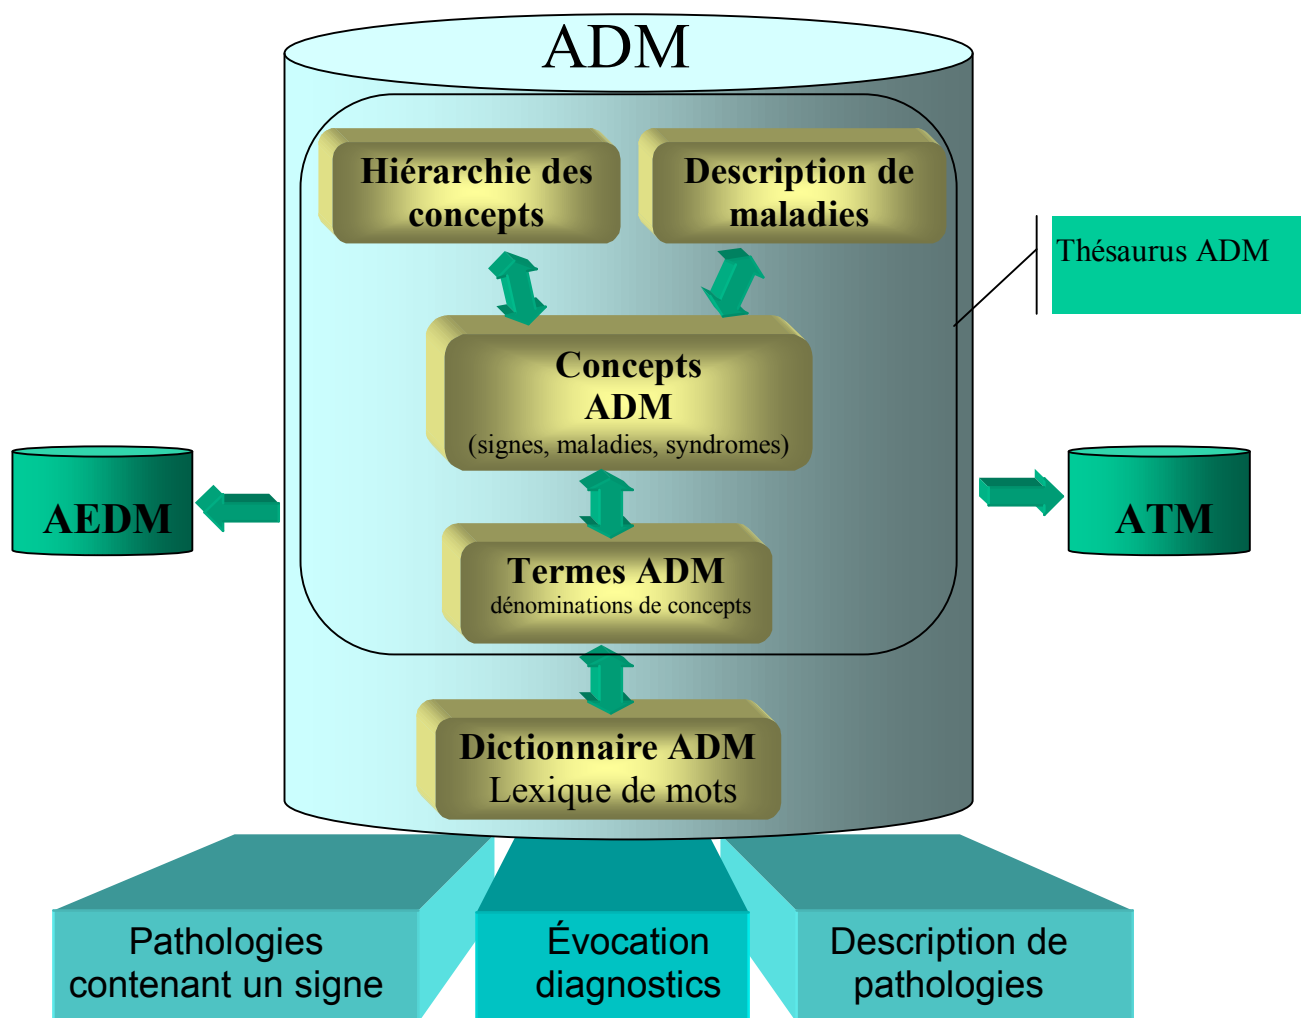 ADM
Hiérarchie des
concepts
Description de
maladies
Thésaurus ADM
Concepts
ADM
(signes, maladies, syndromes)
AEDM
ATM
Termes ADM
dénominations de concepts
Dictionnaire ADM
Lexique de mots
Pathologies
contenant un signe
Évocation
diagnostics
Description de
pathologies